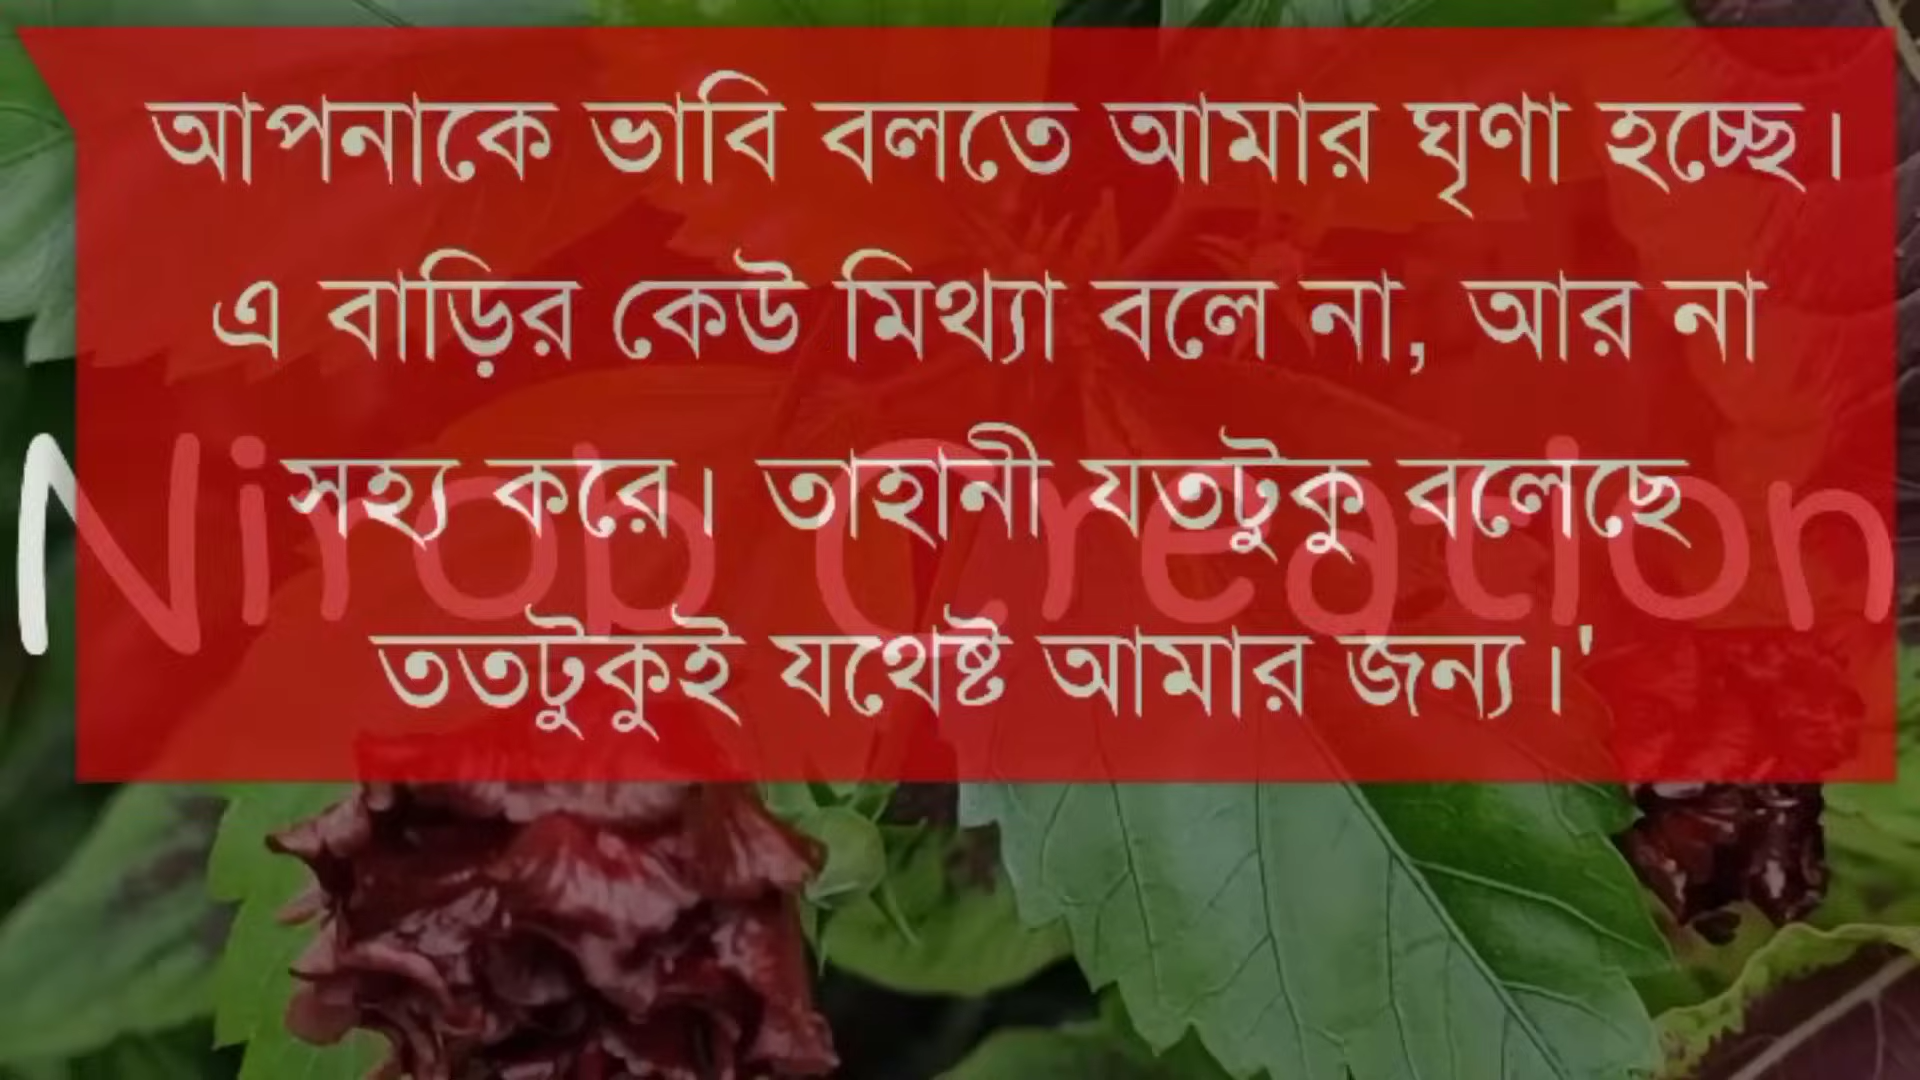 আপনাকে ভাবি বলতে আমার ঘৃণা হচ্ছে।
এ বাড়ির কেউ মিথ্যা বলে না, আর না
সহ্য করে। তাহানী যতটুকু বলেছে
ততটুকুই যথেষ্ট আমার জন্য।'
Nirob Creation